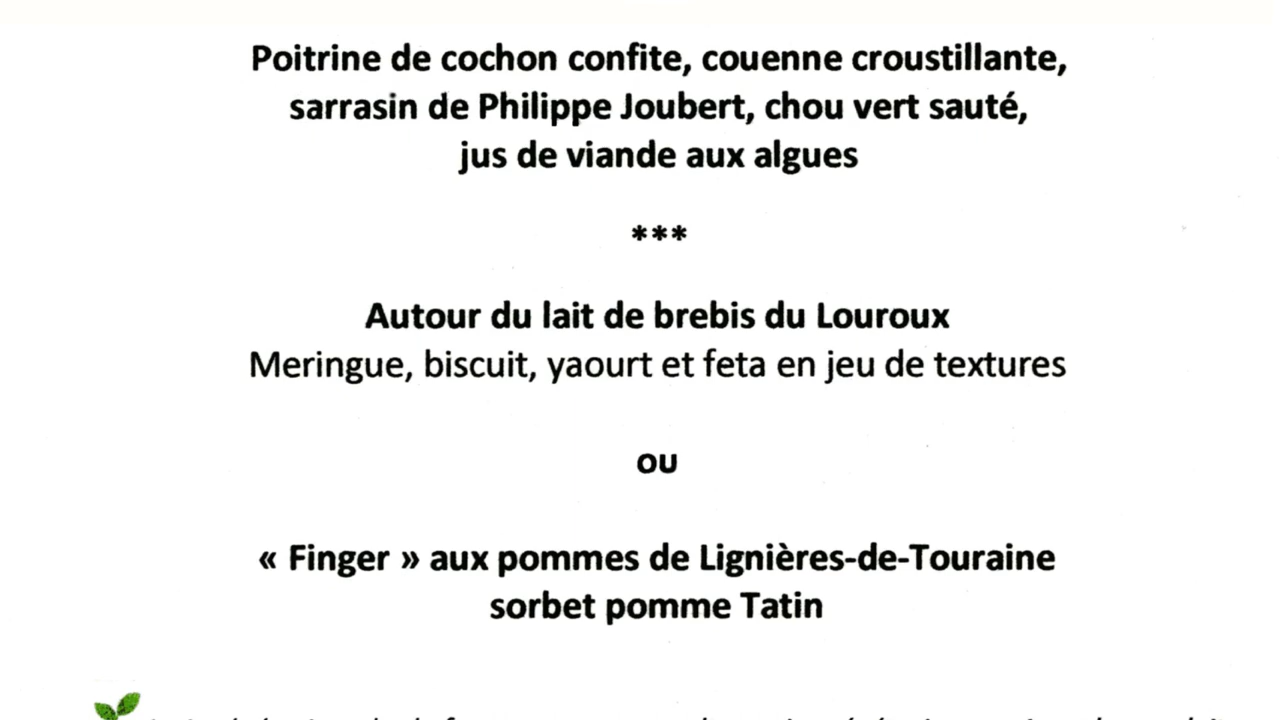 Poitrine de cochon confite, couenne croustillante,
sarrasin de Philippe Joubert, chou vert sauté,
jus de viande aux algues
***
Autour du lait de brebis du Louroux
Meringue, biscuit, yaourt et feta en jeu de textures
ou
« Finger » aux pommes de Lignières-de-Touraine
sorbet pomme Tatin